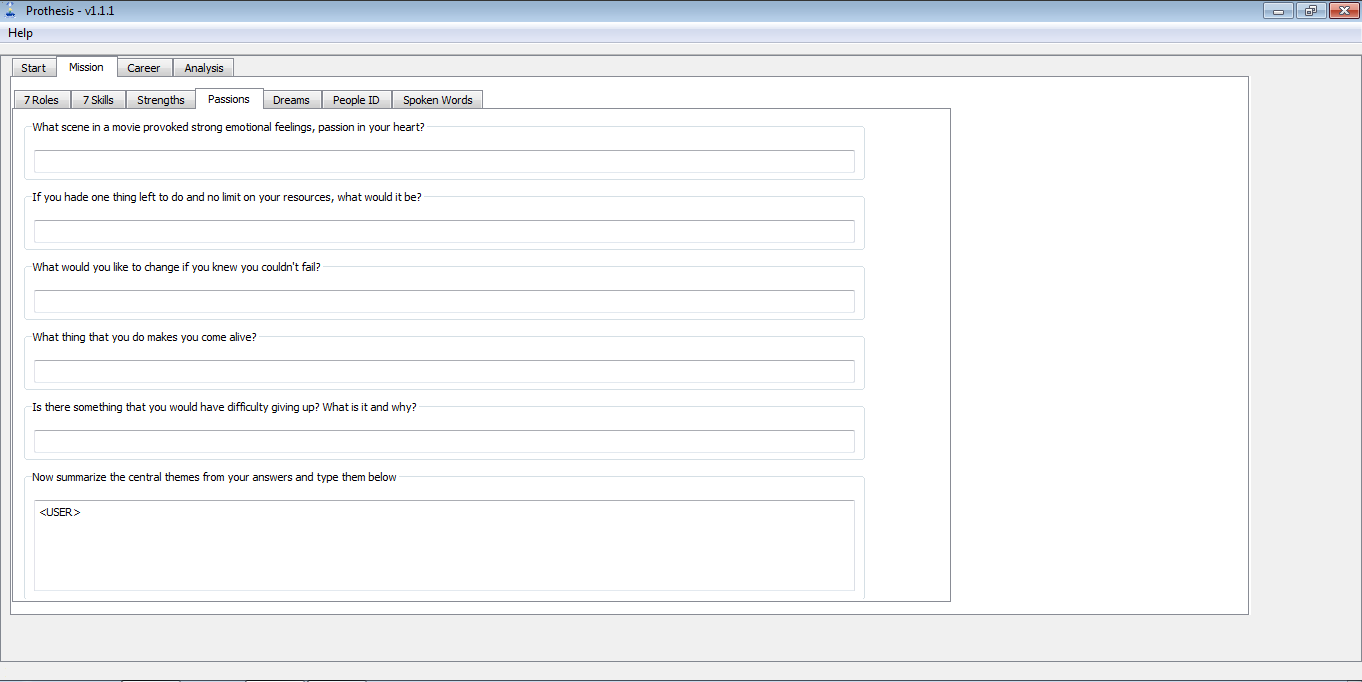 Prothesis - v1.1.1
Help
Start Mission Career Analysis
7 Roles 7 Skills Strengths Passions Dreams People ID Spoken Words
What scene in a movie provoked strong emotional feelings, passion in your heart?
If you hade one thing left to do and no limit on your resources, what would it be?
What would you like to change if you knew you couldn't fail?
What thing that you do makes you come alive?
Is there something that you would have difficulty giving up? What is it and why?
Now summarize the central themes from your answers and type them below
<USER>